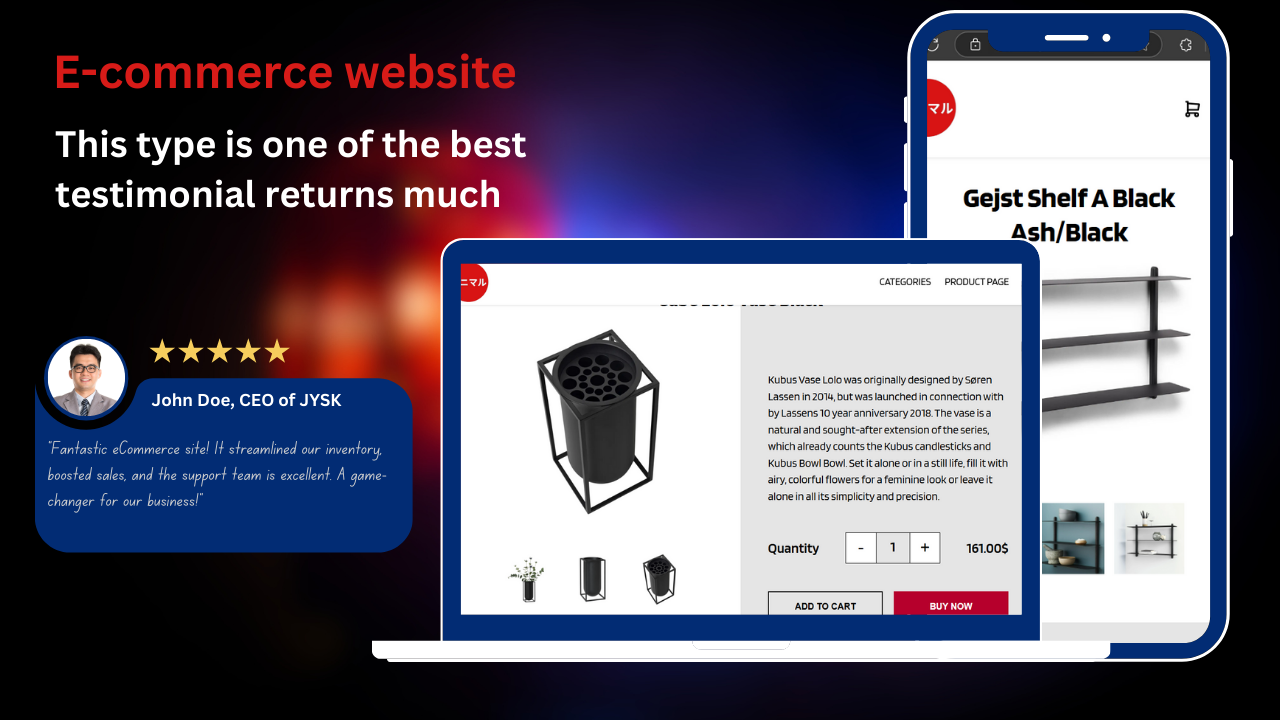 E-commerce website
This type is one of the best
testimonial returns much
John Doe, CEO of JYSK
"Fantastic eCommerce site! It streamlined our inventory,
boosted sales, and the support team is excellent. A game-
changer for our business!"
ニマル
CATEGORIES PRODUCT PAGE
Kubus Vase Lolo was originally designed by Søren
Lassen in 2014, but was launched in connection with
by Lassens 10 year anniversary 2018. The vase is a
natural and sought-after extension of the series,
which already counts the Kubus candlesticks and
Kubus Bowl Bowl. Set it alone or in a still life, fill it with
airy, colorful flowers for a feminine look or leave it
alone in all its simplicity and precision.
Quantity - 1 + 161.00$
ADD TO CART BUY NOW
マル
Gejst Shelf A Black
Ash/Black